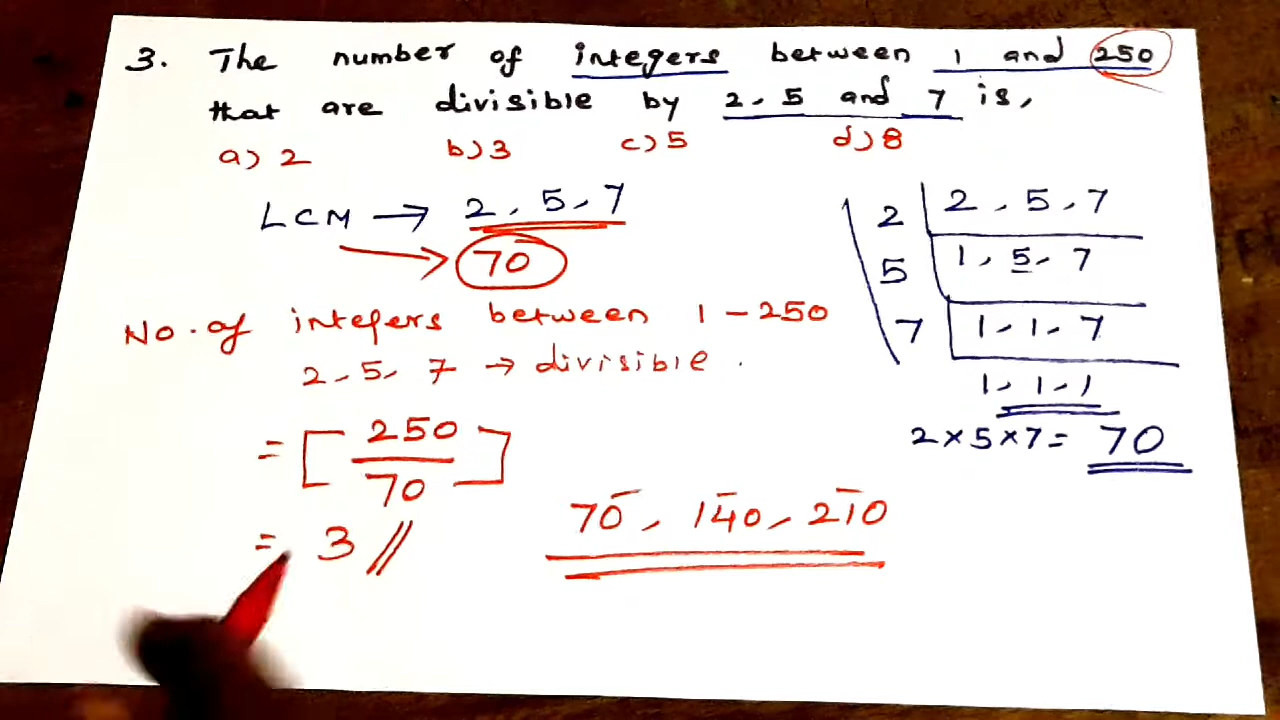 3. The number of integers between 1 and 250
that are divisible by 2, 5 and 7 is,
a) 2 b) 3 c) 5 d) 8
LCM → 2, 5, 7
70
No. of integers between 1 - 250
2, 5, 7 → divisible.
= [250/70]
= 3 //
70, 140, 210
2 | 2, 5, 7
5 | 1, 5, 7
7 | 1, 1, 7
1, 1, 1
2 × 5 × 7 = 70